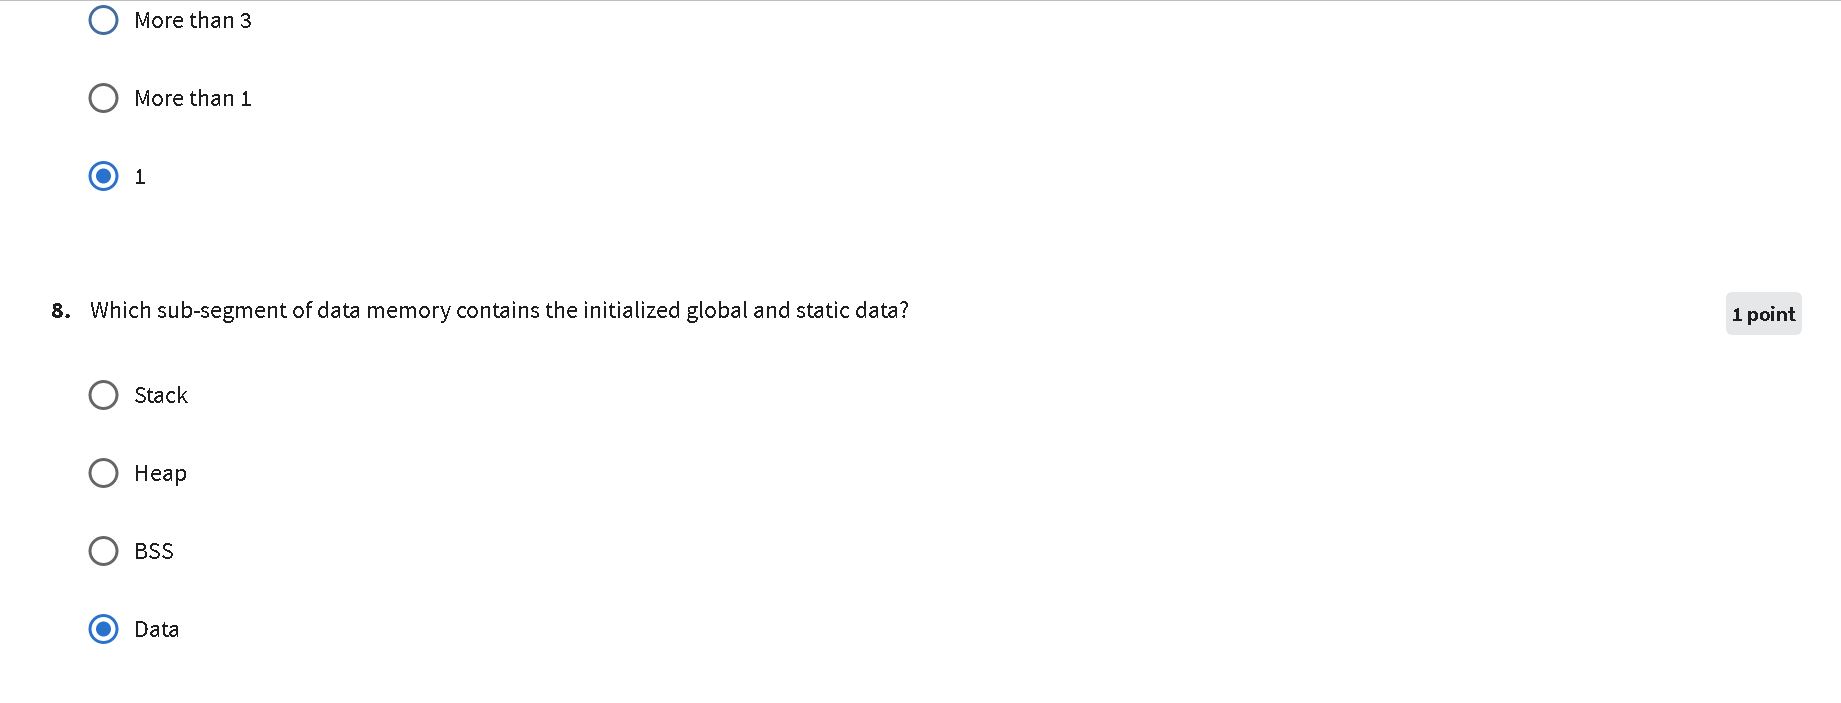 More than 3
More than 1
1
8. Which sub-segment of data memory contains the initialized global and static data?
1 point
Stack
Heap
BSS
Data